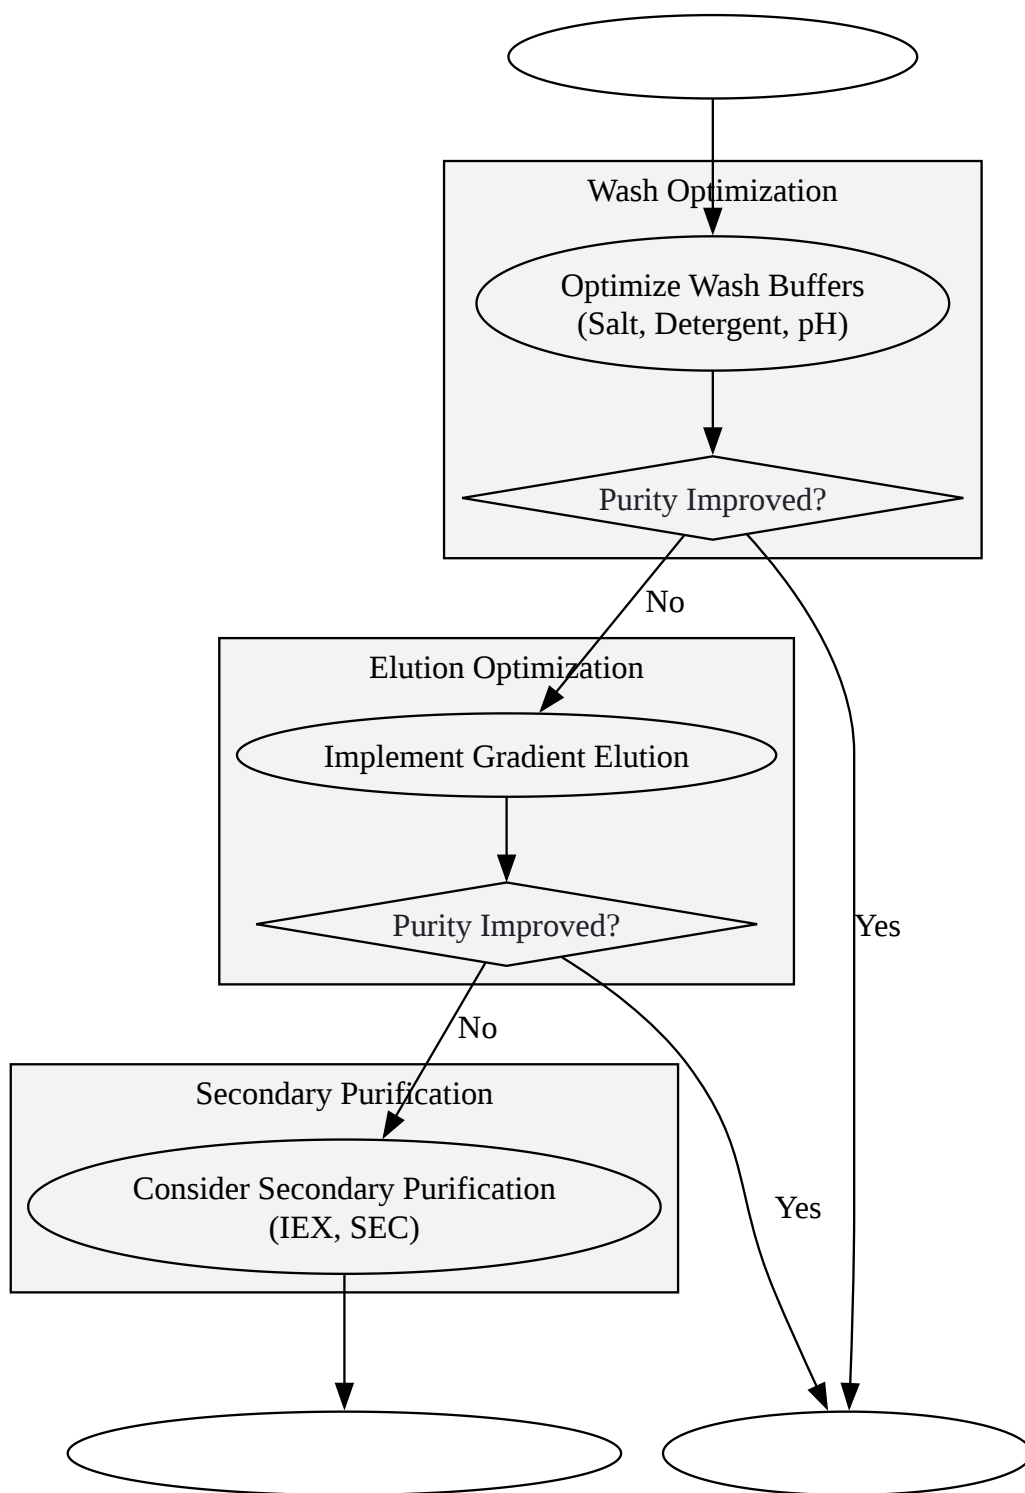 Wash Optimization
Optimize Wash Buffers
(Salt, Detergent, pH)
Purity Improved?
No
Elution Optimization
Implement Gradient Elution
Purity Improved?
Yes
No
Secondary Purification
Consider Secondary Purification
(IEX, SEC)
Yes